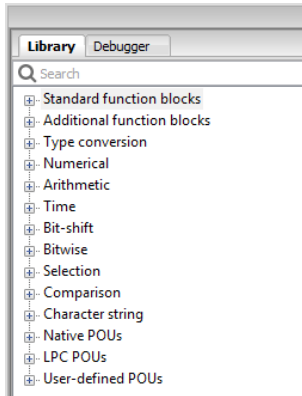 Library Debugger
Search
Standard function blocks
Additional function blocks
Type conversion
Numerical
Arithmetic
Time
Bit-shift
Bitwise
Selection
Comparison
Character string
Native POUs
LPC POUs
User-defined POUs